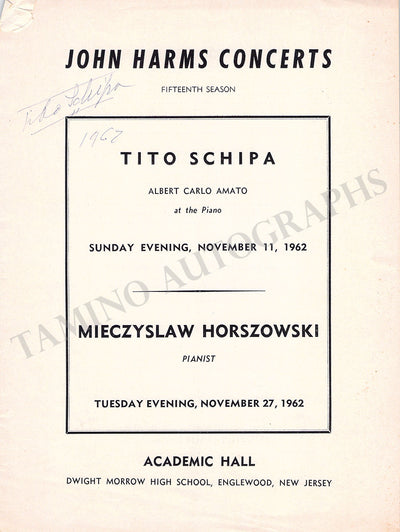 JOHN HARMS CONCERTS
FIFTEENTH SEASON
Tito Schipa
1962
TITO SCHIPA
ALBERT CARLO AMATO
at the Piano
SUNDAY EVENING, NOVEMBER 11, 1962
TAMINO AUTOGRAPHS
MIECZYSLAW HORSZOWSKI
PIANIST
TUESDAY EVENING, NOVEMBER 27, 1962
ACADEMIC HALL
DWIGHT MORROW HIGH SCHOOL, ENGLEWOOD, NEW JERSEY